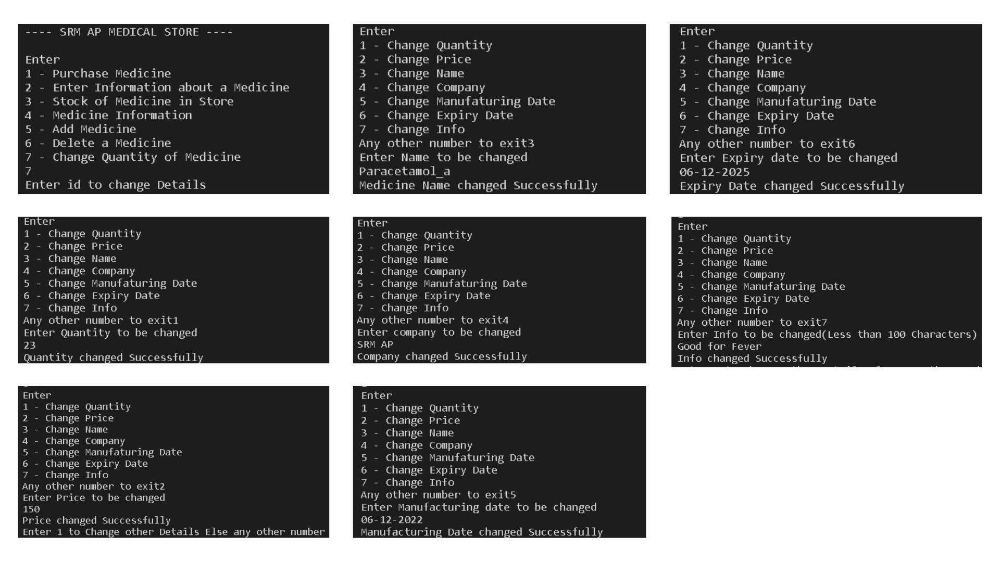 ---- SRM AP MEDICAL STORE ----
Enter
1 - Purchase Medicine
2 - Enter Information about a Medicine
3 - Stock of Medicine in Store
4 - Medicine Information
5 - Add Medicine
6 - Delete a Medicine
7 - Change Quantity of Medicine
7
Enter id to change Details
Enter
1 - Change Quantity
2 - Change Price
3 - Change Name
4 - Change Company
5 - Change Manufaturing Date
6 - Change Expiry Date
7 - Change Info
Any other number to exit1
Enter Quantity to be changed
23
Quantity changed Successfully
Enter
1 - Change Quantity
2 - Change Price
3 - Change Name
4 - Change Company
5 - Change Manufaturing Date
6 - Change Expiry Date
7 - Change Info
Any other number to exit2
Enter Price to be changed
150
Price changed Successfully
Enter 1 to Change other Details Else any other number
Enter
1 - Change Quantity
2 - Change Price
3 - Change Name
4 - Change Company
5 - Change Manufaturing Date
6 - Change Expiry Date
7 - Change Info
Any other number to exit3
Enter Name to be changed
Paracetamol_a
Medicine Name changed Successfully
Enter
1 - Change Quantity
2 - Change Price
3 - Change Name
4 - Change Company
5 - Change Manufaturing Date
6 - Change Expiry Date
7 - Change Info
Any other number to exit4
Enter company to be changed
SRM AP
Company changed Successfully
Enter
1 - Change Quantity
2 - Change Price
3 - Change Name
4 - Change Company
5 - Change Manufaturing Date
6 - Change Expiry Date
7 - Change Info
Any other number to exit5
Enter Manufacturing date to be changed
06-12-2022
Manufacturing Date changed Successfully
Enter
1 - Change Quantity
2 - Change Price
3 - Change Name
4 - Change Company
5 - Change Manufaturing Date
6 - Change Expiry Date
7 - Change Info
Any other number to exit6
Enter Expiry date to be changed
06-12-2025
Expiry Date changed Successfully
Enter
1 - Change Quantity
2 - Change Price
3 - Change Name
4 - Change Company
5 - Change Manufaturing Date
6 - Change Expiry Date
7 - Change Info
Any other number to exit7
Enter Info to be changed(Less than 100 Characters)
Good for Fever
Info changed Successfully